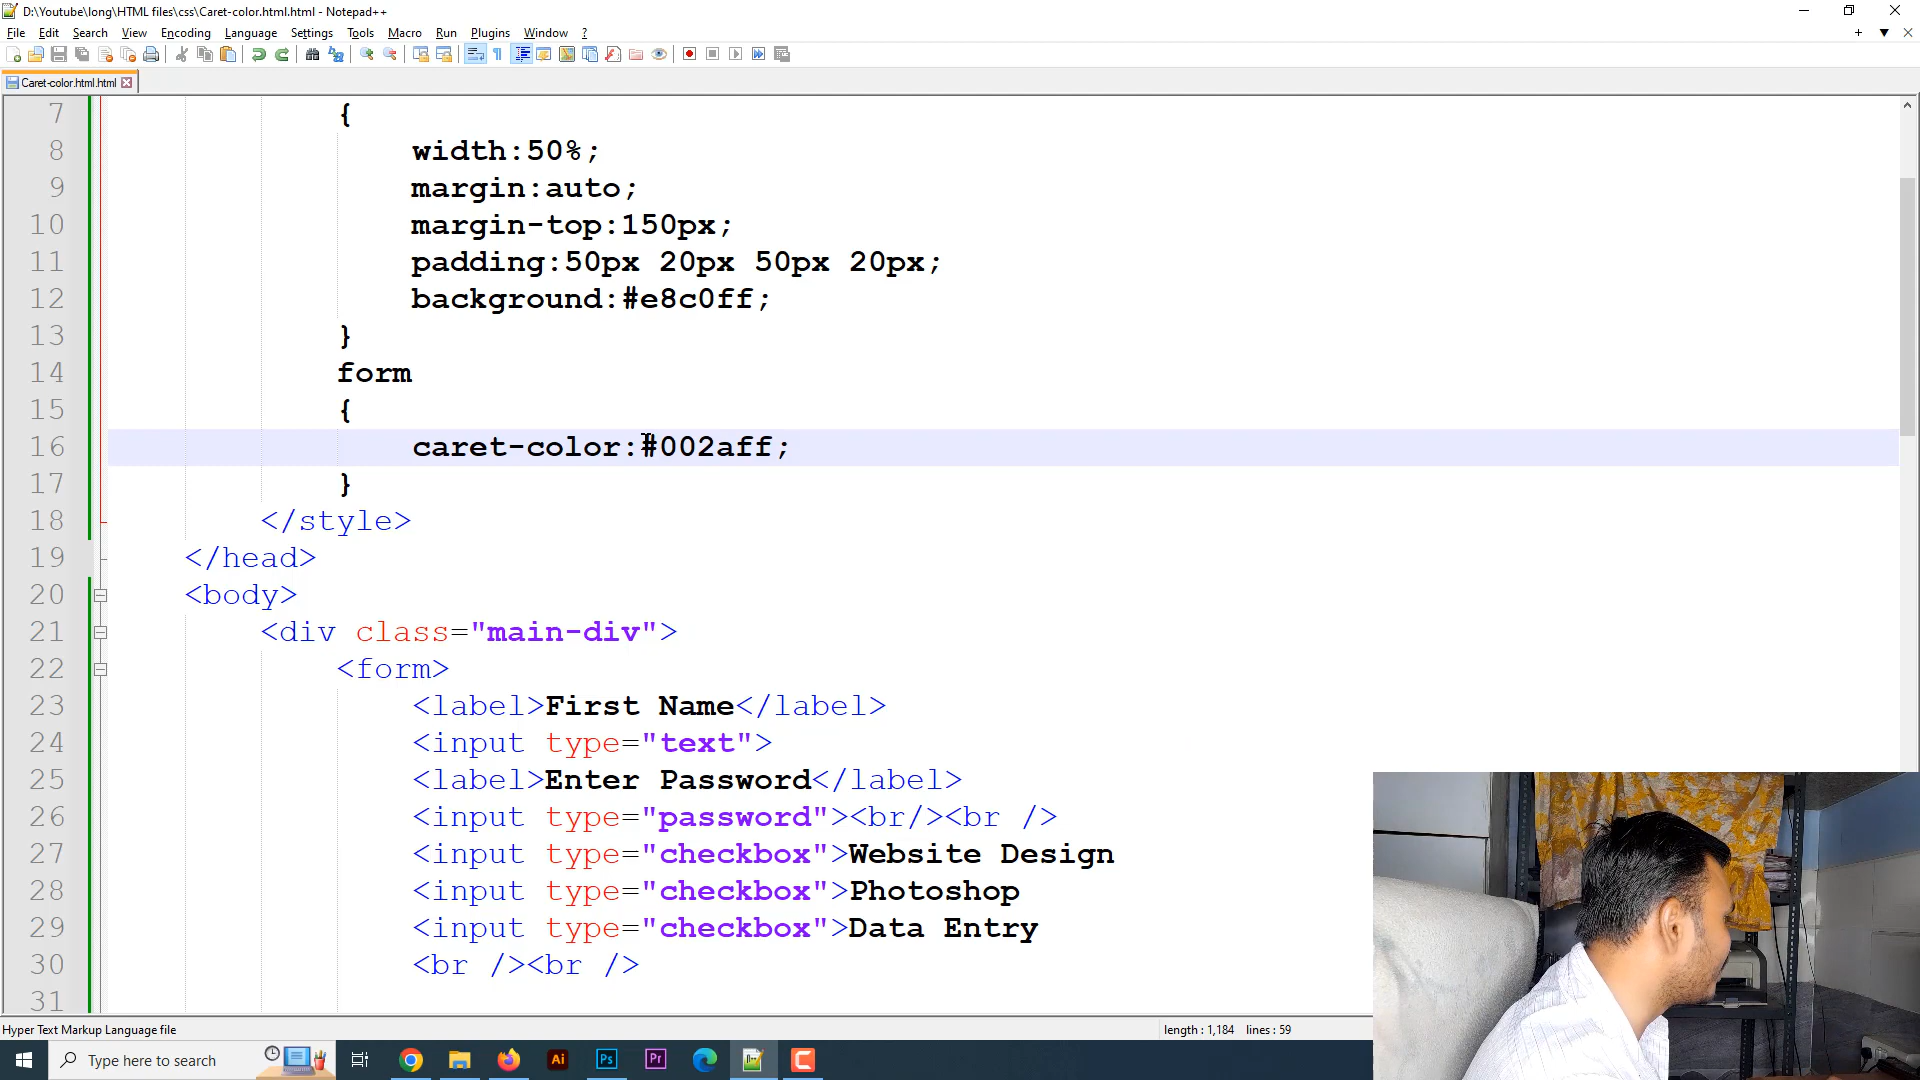 D:\Youtube\long\HTML files\css\Caret-color.html.html - Notepad++
File Edit Search View Encoding Language Settings Tools Macro Run Plugins Window ?
Caret-color.html.html
7 {
8 width:50%;
9 margin:auto;
10 margin-top:150px;
11 padding:50px 20px 50px 20px;
12 background:#e8c0ff;
13 }
14 form
15 {
16 caret-color:#002aff;
17 }
18 </style>
19 </head>
20 <body>
21 <div class="main-div">
22 <form>
23 <label>First Name</label>
24 <input type="text">
25 <label>Enter Password</label>
26 <input type="password"><br/><br />
27 <input type="checkbox">Website Design
28 <input type="checkbox">Photoshop
29 <input type="checkbox">Data Entry
30 <br /><br />
31
Hyper Text Markup Language file length : 1,184 lines : 59
Type here to search Ai Ps Pr